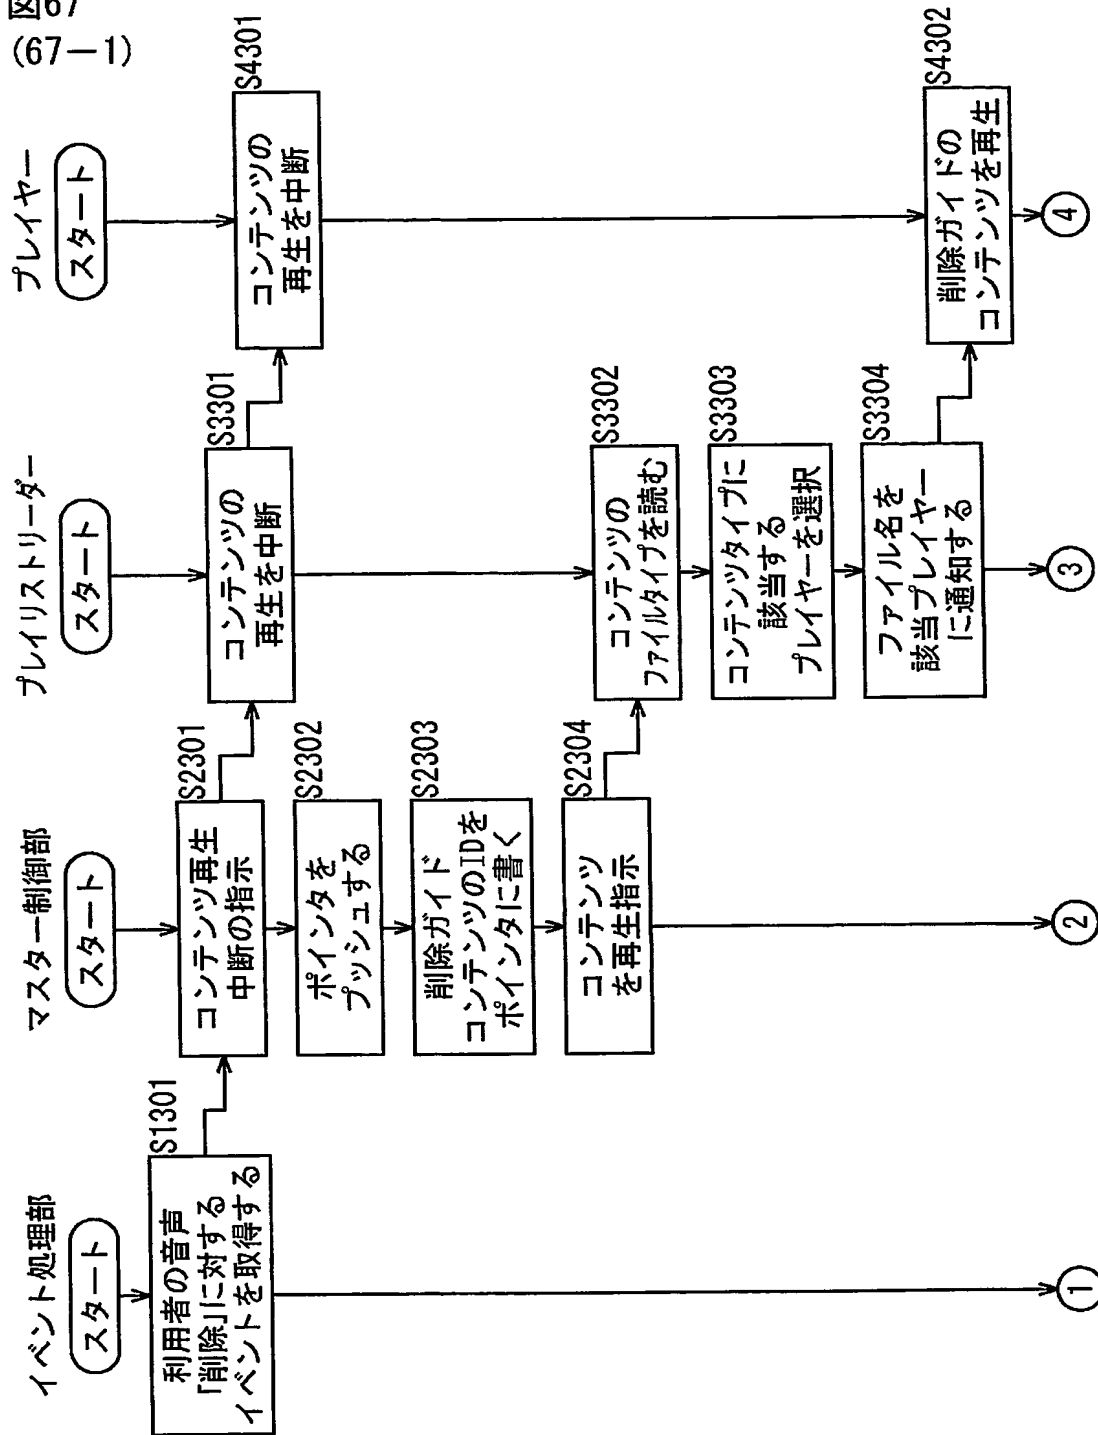 図67
(67-1)
イベント処理部
スタート
S1301
利用者の音声
「削除」に対する
イベントを取得する
①
マスター制御部
スタート
S2301
コンテンツ再生
中断の指示
S2302
ポインタを
プッシュする
S2303
削除ガイド
コンテンツのIDを
ポインタに書く
S2304
コンテンツ
を再生指示
②
プレイリストリーダー
スタート
S3301
コンテンツの
再生を中断
S3302
コンテンツの
ファイルタイプを読む
S3303
コンテンツタイプに
該当する
プレイヤーを選択
S3304
ファイル名を
該当プレイヤー
に通知する
③
プレイヤー
スタート
S4301
コンテンツの
再生を中断
S4302
削除ガイドの
コンテンツを再生
④